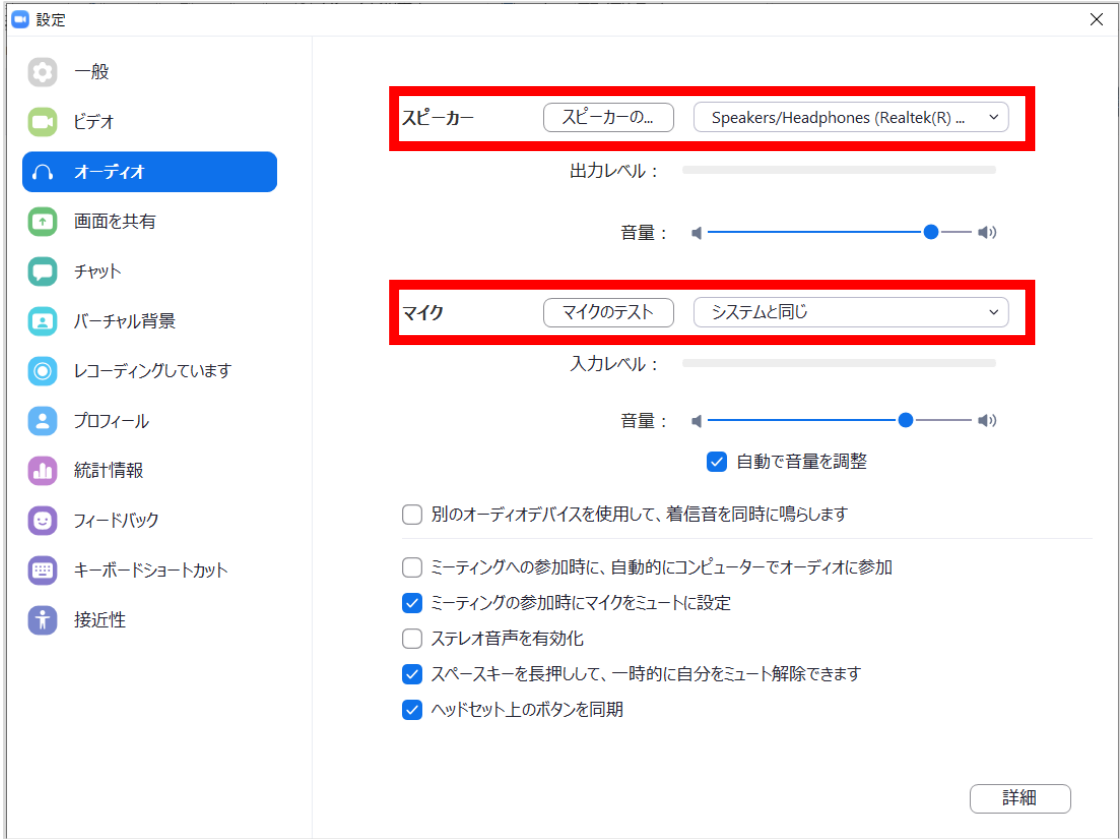 設定
一般
ビデオ
オーディオ
画面を共有
チャット
バーチャル背景
レコーディングしています
プロフィール
統計情報
フィードバック
キーボードショートカット
接近性
スピーカー スピーカーの... Speakers/Headphones (Realtek(R) ...
出力レベル：
音量：
マイク マイクのテスト システムと同じ
入力レベル：
音量：
自動で音量を調整
別のオーディオデバイスを使用して、着信音を同時に鳴らします
ミーティングへの参加時に、自動的にコンピューターでオーディオに参加
ミーティングの参加時にマイクをミュートに設定
ステレオ音声を有効化
スペースキーを長押しして、一時的に自分をミュート解除できます
ヘッドセット上のボタンを同期
詳細